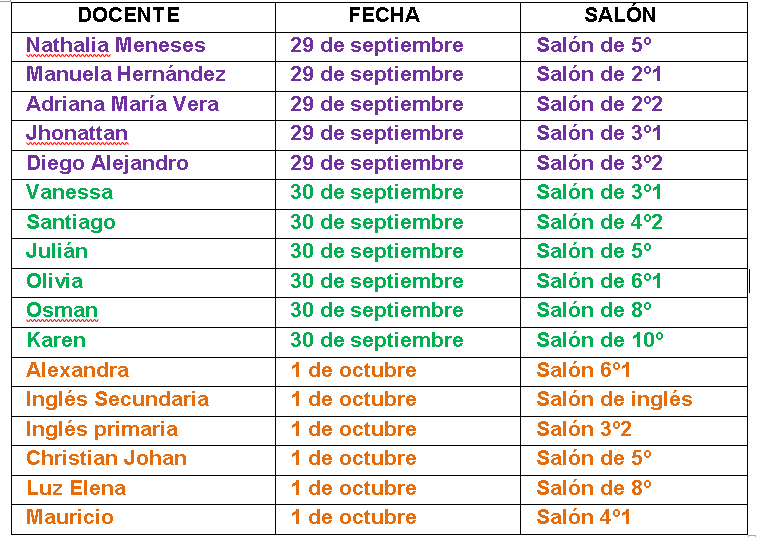 DOCENTE FECHA SALÓN
Nathalia Meneses 29 de septiembre Salón de 5º
Manuela Hernández 29 de septiembre Salón de 2º1
Adriana María Vera 29 de septiembre Salón de 2º2
Jhonattan 29 de septiembre Salón de 3º1
Diego Alejandro 29 de septiembre Salón de 3º2
Vanessa 30 de septiembre Salón de 3º1
Santiago 30 de septiembre Salón de 4º2
Julián 30 de septiembre Salón de 5º
Olivia 30 de septiembre Salón de 6º1
Osman 30 de septiembre Salón de 8º
Karen 30 de septiembre Salón de 10º
Alexandra 1 de octubre Salón 6º1
Inglés Secundaria 1 de octubre Salón de inglés
Inglés primaria 1 de octubre Salón 3º2
Christian Johan 1 de octubre Salón de 5º
Luz Elena 1 de octubre Salón de 8º
Mauricio 1 de octubre Salón 4º1